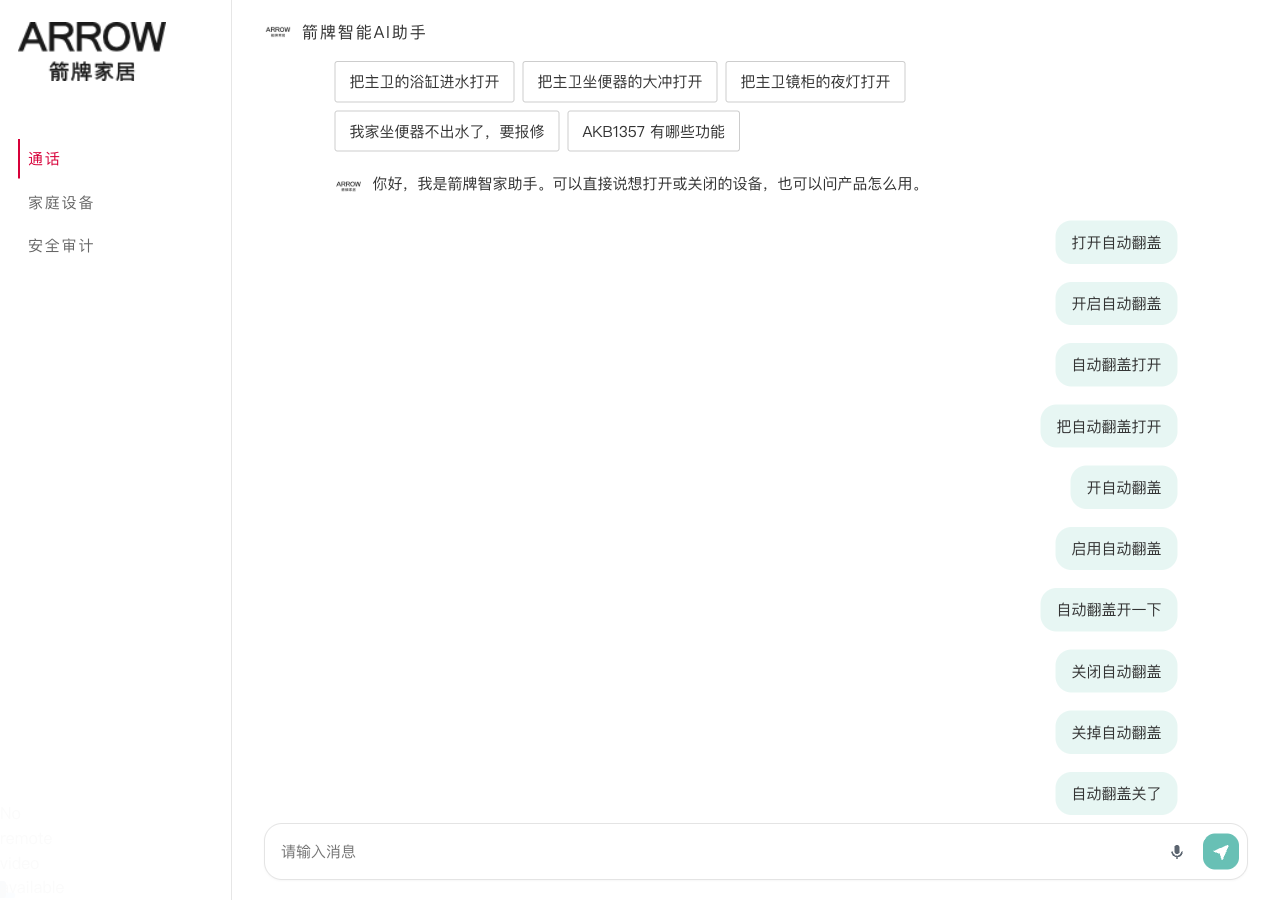 ARROW
箭牌家居
通话
家庭设备
安全审计
ARROW 箭牌智能AI助手
把主卫的浴缸进水打开
把主卫坐便器的大冲打开
把主卫镜柜的夜灯打开
我家坐便器不出水了，要报修
AKB1357 有哪些功能
ARROW 你好，我是箭牌智家助手。可以直接说想打开或关闭的设备，也可以问产品怎么用。
打开自动翻盖
开启自动翻盖
自动翻盖打开
把自动翻盖打开
开自动翻盖
启用自动翻盖
自动翻盖开一下
关闭自动翻盖
关掉自动翻盖
自动翻盖关了
请输入消息